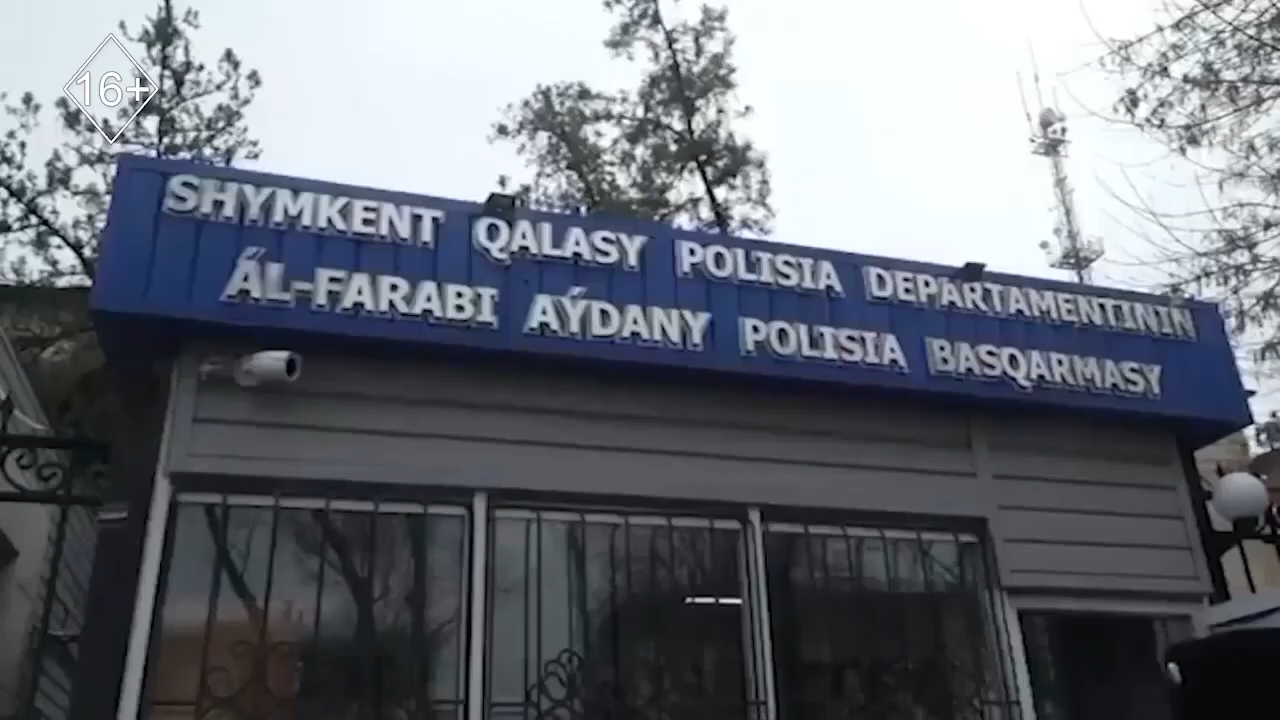 16+
SHYMKENT QALASY POLISIA DEPARTAMENTINIŃ
ÁL-FARABI AÝDANY POLISIA BASQARMASY